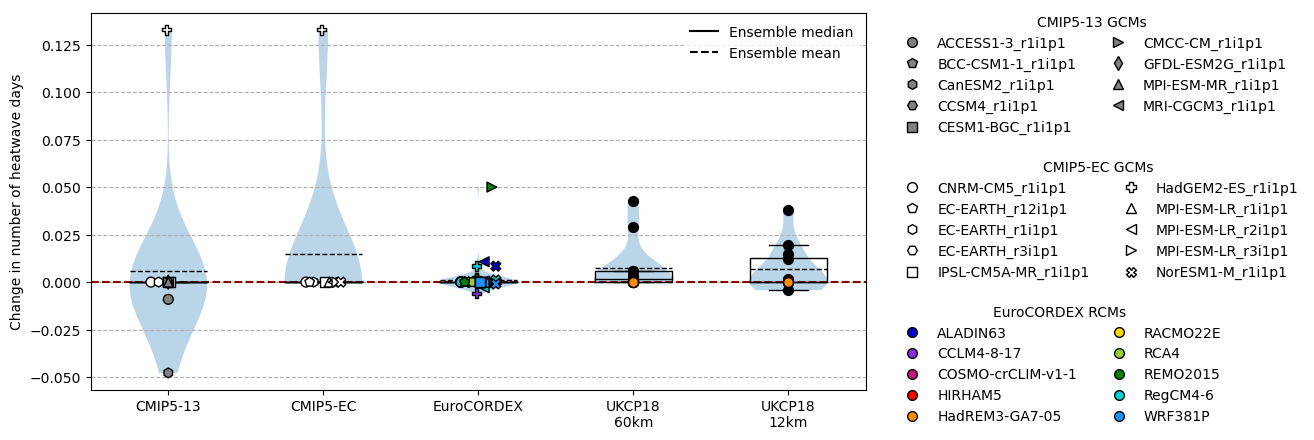 Change in number of heatwave days
0.125
0.100
0.075
0.050
0.025
0.000
−0.025
−0.050
CMIP5-13
CMIP5-EC
EuroCORDEX
UKCP18
60km
UKCP18
12km
Ensemble median
Ensemble mean
CMIP5-13 GCMs
ACCESS1-3_r1i1p1
BCC-CSM1-1_r1i1p1
CanESM2_r1i1p1
CCSM4_r1i1p1
CESM1-BGC_r1i1p1
CMCC-CM_r1i1p1
GFDL-ESM2G_r1i1p1
MPI-ESM-MR_r1i1p1
MRI-CGCM3_r1i1p1
CMIP5-EC GCMs
CNRM-CM5_r1i1p1
EC-EARTH_r12i1p1
EC-EARTH_r1i1p1
EC-EARTH_r3i1p1
IPSL-CM5A-MR_r1i1p1
HadGEM2-ES_r1i1p1
MPI-ESM-LR_r1i1p1
MPI-ESM-LR_r2i1p1
MPI-ESM-LR_r3i1p1
NorESM1-M_r1i1p1
EuroCORDEX RCMs
ALADIN63
CCLM4-8-17
COSMO-crCLIM-v1-1
HIRHAM5
HadREM3-GA7-05
RACMO22E
RCA4
REMO2015
RegCM4-6
WRF381P